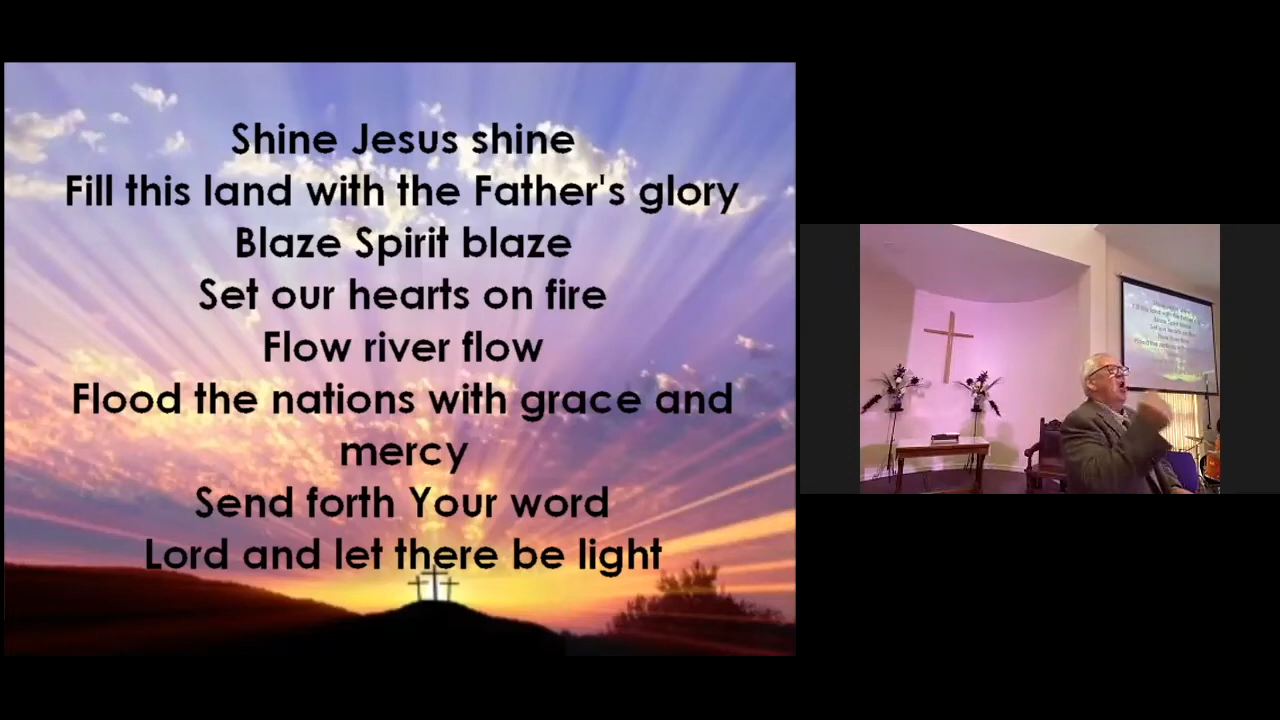 Shine Jesus shine
Fill this land with the Father's glory
Blaze Spirit blaze
Set our hearts on fire
Flow river flow
Flood the nations with grace and
mercy
Send forth Your word
Lord and let there be light